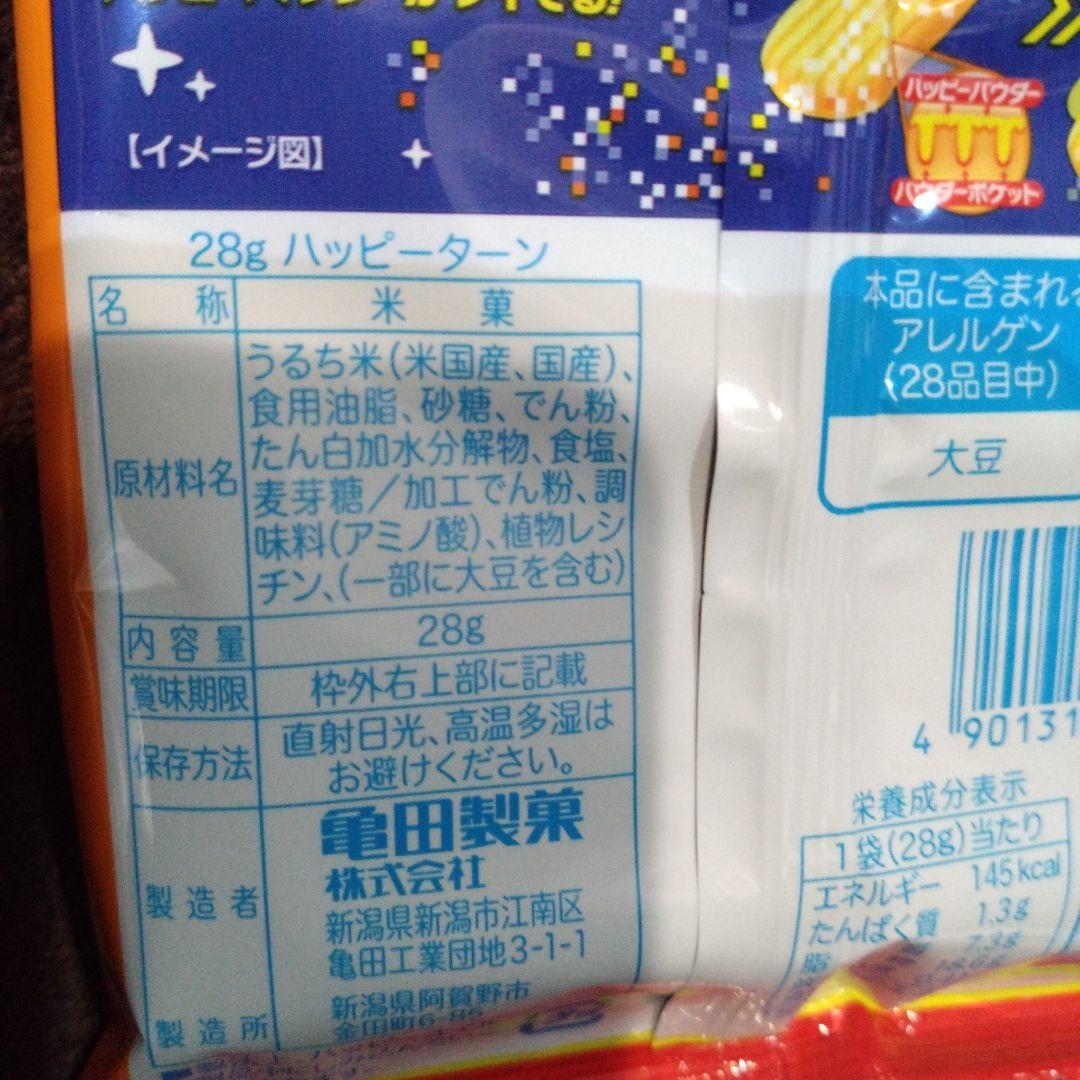 【イメージ図】
ハッピーパウダー
パウダーポケット
28g ハッピーターン
名称 米菓
原材料名
うるち米(米国産、国産)、
食用油脂、砂糖、でん粉、
たん白加水分解物、食塩、
麦芽糖/加工でん粉、調
味料(アミノ酸)、植物レシ
チン、(一部に大豆を含む)
内容量 28g
賞味期限 枠外右上部に記載
保存方法
直射日光、高温多湿は
お避けください。
製造者
亀田製菓
株式会社
新潟県新潟市江南区
亀田工業団地3-1-1
製造所
新潟県阿賀野市
本品に含まれ
アレルゲン
(28品目中)
大豆
4 90131
栄養成分表示
1袋(28g)当たり
エネルギー 145kcal
たんぱく質 1.3g
脂 7.3g